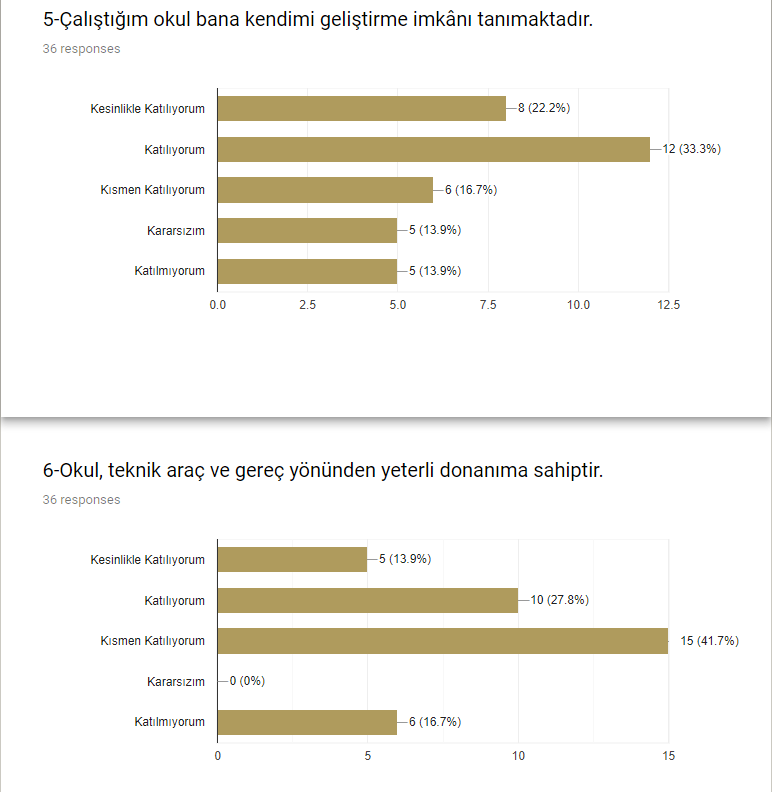 5-Çalıştığım okul bana kendimi geliştirme imkânı tanımaktadır.
36 responses
Kesinlikle Katılıyorum 8 (22.2%)
Katılıyorum 12 (33.3%)
Kısmen Katılıyorum 6 (16.7%)
Kararsızım 5 (13.9%)
Katılmıyorum 5 (13.9%)
0.0 2.5 5.0 7.5 10.0 12.5
6-Okul, teknik araç ve gereç yönünden yeterli donanıma sahiptir.
36 responses
Kesinlikle Katılıyorum 5 (13.9%)
Katılıyorum 10 (27.8%)
Kısmen Katılıyorum 15 (41.7%)
Kararsızım 0 (0%)
Katılmıyorum 6 (16.7%)
0 5 10 15